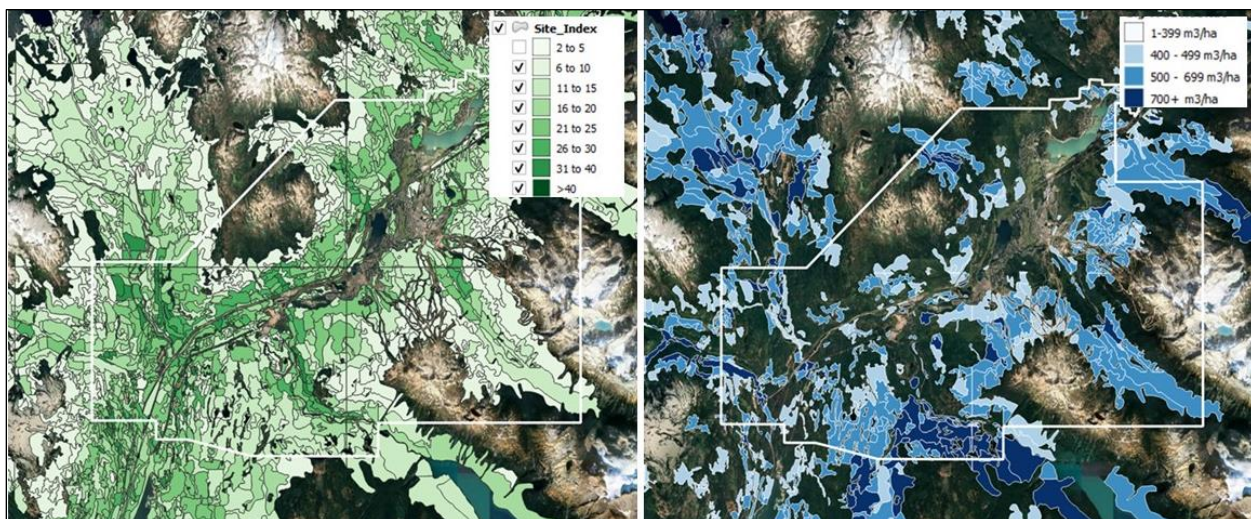 Site_Index
2 to 5
6 to 10
11 to 15
16 to 20
21 to 25
26 to 30
31 to 40
>40
1-399 m3/ha
400 - 499 m3/ha
500 - 699 m3/ha
700+ m3/ha